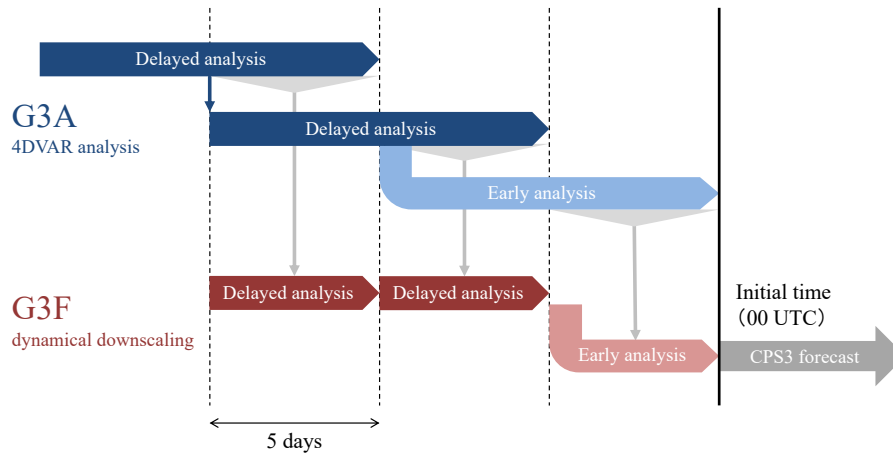 Delayed analysis
G3A
4DVAR analysis
Delayed analysis
Early analysis
G3F
dynamical downscaling
Delayed analysis
Delayed analysis
Early analysis
Initial time
（00 UTC）
CPS3 forecast
5 days